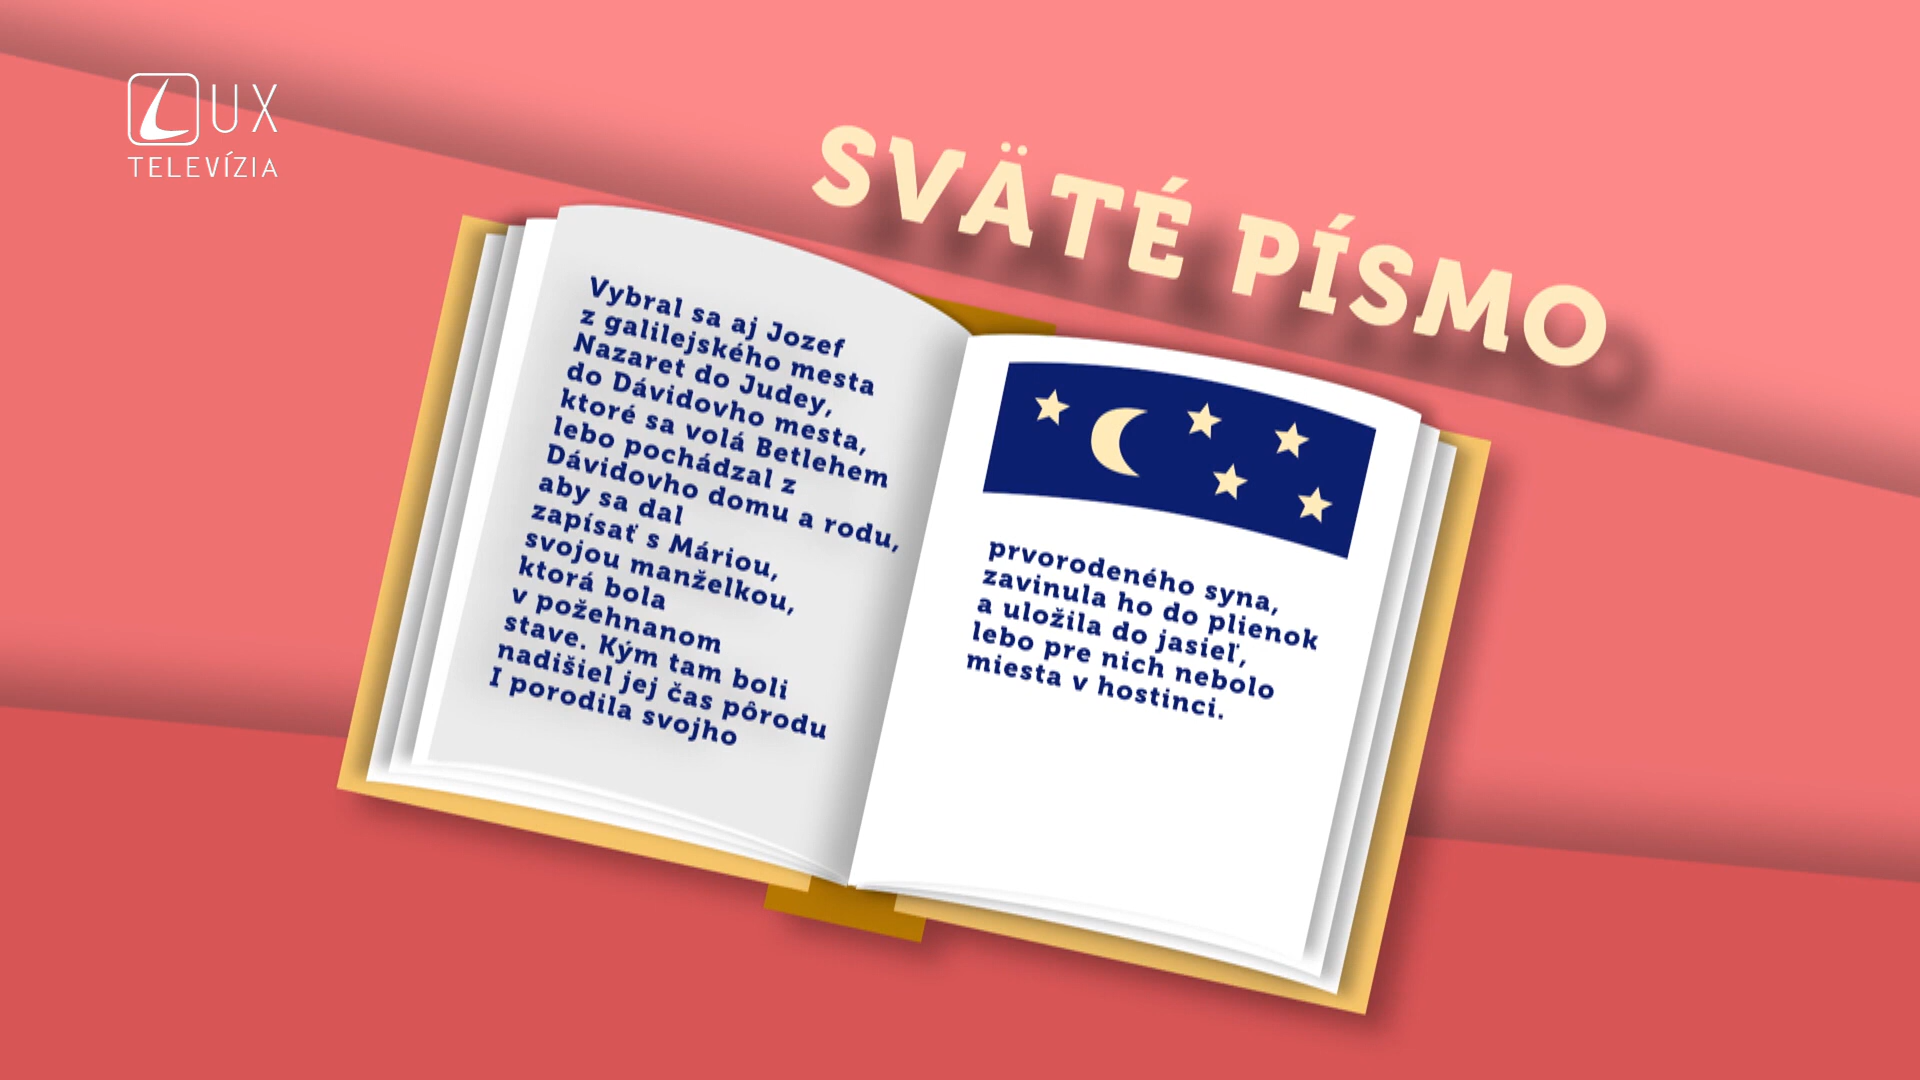 LUX
TELEVÍZIA
SVÄTÉ PÍSMO
Vybral sa aj Jozef
z galilejského mesta
Nazaret do Judey,
do Dávidovho mesta,
ktoré sa volá Betlehem
lebo pochádzal z
Dávidovho domu a rodu,
aby sa dal
zapísať s Máriou,
svojou manželkou,
ktorá bola
v požehnanom
stave. Kým tam boli
nadišiel jej čas pôrodu
I porodila svojho
prvorodeného syna,
zavinula ho do plienok
a uložila do jasieľ,
lebo pre nich nebolo
miesta v hostinci.